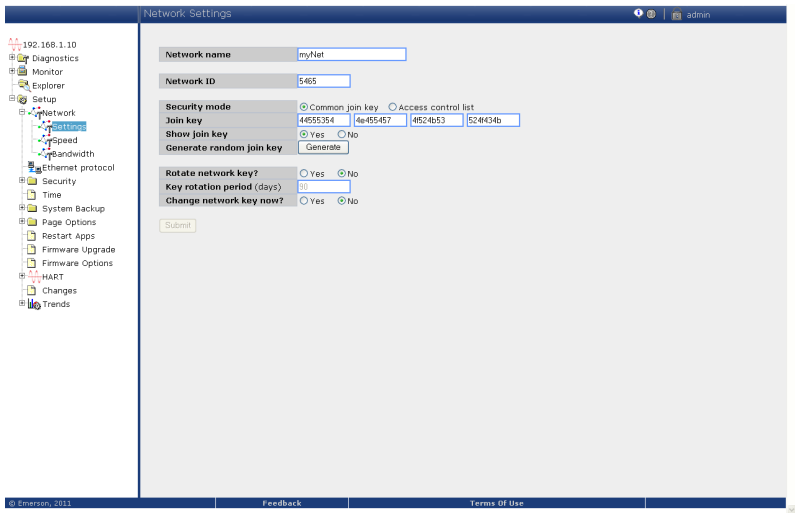 Network Settings
admin
192.168.1.10
Diagnostics
Monitor
Explorer
Setup
Network
Settings
Speed
Bandwidth
Ethernet protocol
Security
Time
System Backup
Page Options
Restart Apps
Firmware Upgrade
Firmware Options
HART
Changes
Trends
Network name myNet
Network ID 5465
Security mode Common join key Access control list
Join key 44555354 4e455457 4f524b53 524f434b
Show join key Yes No
Generate random join key Generate
Rotate network key? Yes No
Key rotation period (days) 90
Change network key now? Yes No
Submit
© Emerson, 2011 Feedback Terms Of Use